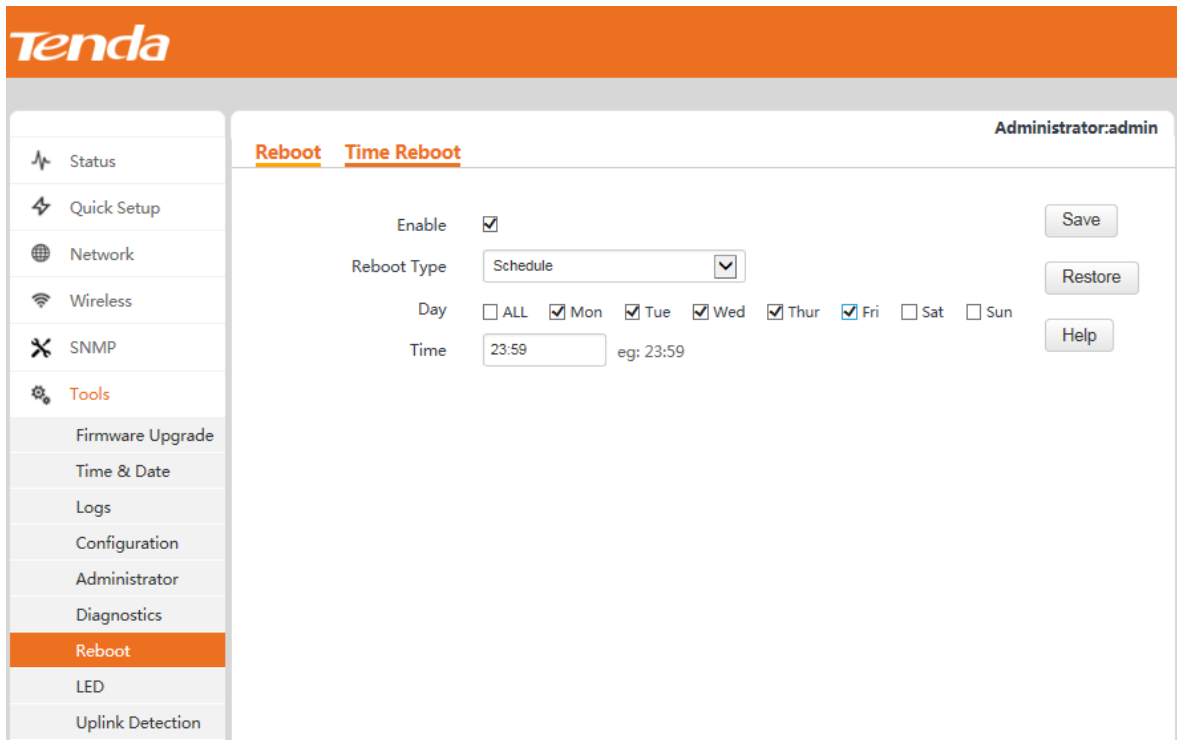 Tenda
Administrator:admin
Reboot Time Reboot
Status
Quick Setup
Network
Wireless
SNMP
Tools
Firmware Upgrade
Time & Date
Logs
Configuration
Administrator
Diagnostics
Reboot
LED
Uplink Detection
Enable
Reboot Type Schedule
Day ALL Mon Tue Wed Thur Fri Sat Sun
Time 23:59 eg: 23:59
Save
Restore
Help